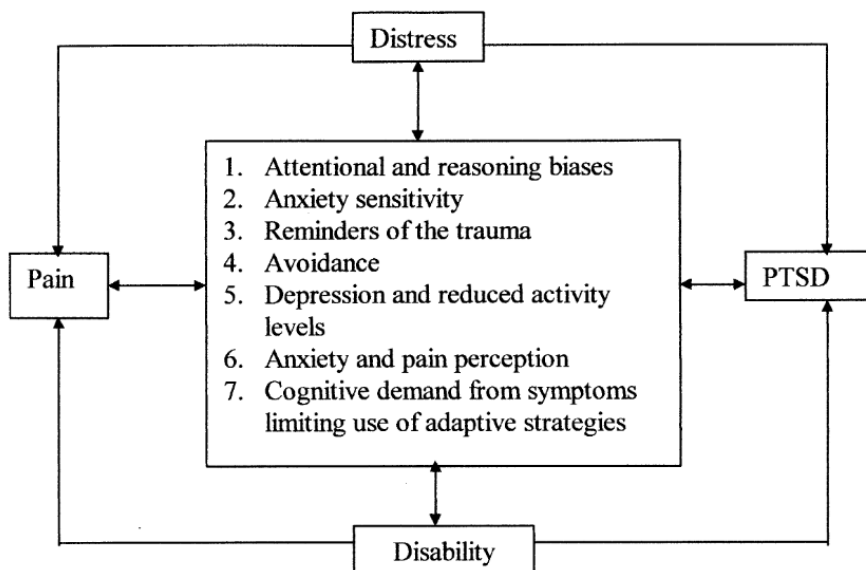 Distress
1. Attentional and reasoning biases
2. Anxiety sensitivity
3. Reminders of the trauma
4. Avoidance
5. Depression and reduced activity
levels
6. Anxiety and pain perception
7. Cognitive demand from symptoms
limiting use of adaptive strategies
Pain
PTSD
Disability